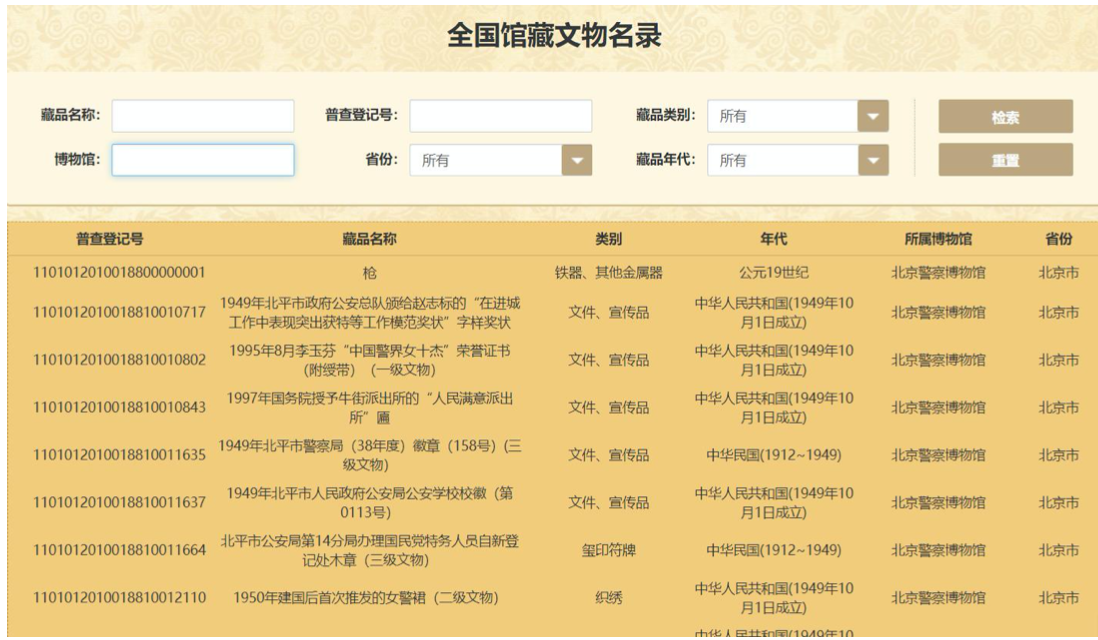 全国馆藏文物名录
藏品名称: 普查登记号: 藏品类别: 所有 检索
博物馆: 省份: 所有 藏品年代: 所有 重置
普查登记号 藏品名称 类别 年代 所属博物馆 省份
1101012010018800000001 枪 铁器、其他金属器 公元19世纪 北京警察博物馆 北京市
1101012010018810010717 1949年北平市政府公安总队颁给赵志标的“在进城工作中表现突出获特等工作模范奖状”字样奖状 文件、宣传品 中华人民共和国(1949年10月1日成立) 北京警察博物馆 北京市
1101012010018810010802 1995年8月李玉芬“中国警界女十杰”荣誉证书（附绶带）（一级文物) 文件、宣传品 中华人民共和国(1949年10月1日成立) 北京警察博物馆 北京市
1101012010018810010843 1997年国务院授予牛街派出所的“人民满意派出所”匾 文件、宣传品 中华人民共和国(1949年10月1日成立) 北京警察博物馆 北京市
1101012010018810011635 1949年北平市警察局（38年度）徽章（158号）(三级文物) 文件、宣传品 中华民国(1912~1949) 北京警察博物馆 北京市
1101012010018810011637 1949年北平市人民政府公安局公安学校校徽（第0113号) 文件、宣传品 中华人民共和国(1949年10月1日成立) 北京警察博物馆 北京市
1101012010018810011664 北平市公安局第14分局办理国民党特务人员自新登记处木章（三级文物) 玺印符牌 中华民国(1912~1949) 北京警察博物馆 北京市
1101012010018810012110 1950年建国后首次推发的女警裙（二级文物) 织绣 中华人民共和国(1949年10月1日成立) 北京警察博物馆 北京市
中华人民共和国(1949年10